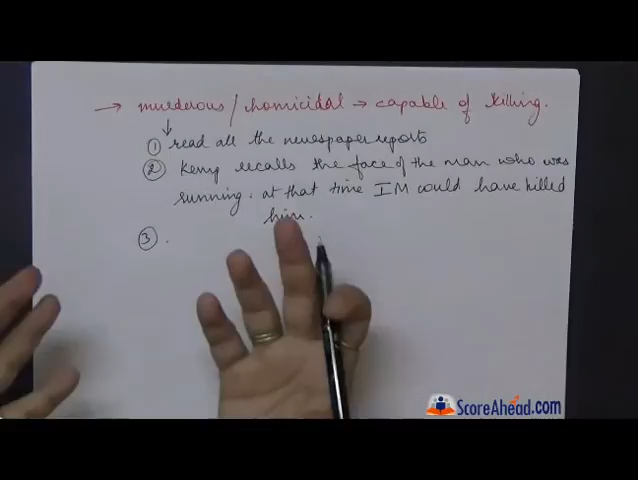 → murderous / homicidal → capable of killing.
↓
① read all the newspaper reports
② Kemp recalls the face of the man who was
running. at that time IM could have killed
him.
③ .
ScoreAhead.com